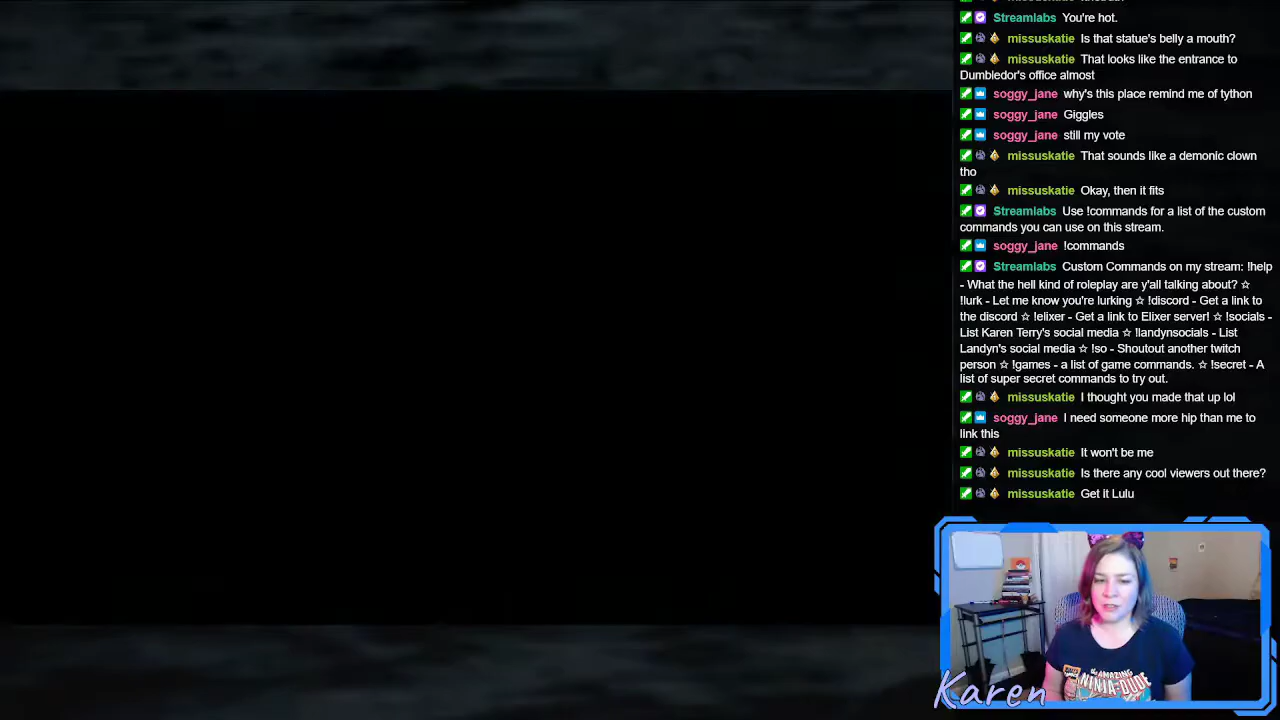 Streamlabs You're hot.
missuskatie Is that statue's belly a mouth?
missuskatie That looks like the entrance to
Dumbledor's office almost
soggy_jane why's this place remind me of tython
soggy_jane Giggles
soggy_jane still my vote
missuskatie That sounds like a demonic clown
tho
missuskatie Okay, then it fits
Streamlabs Use !commands for a list of the custom
commands you can use on this stream.
soggy_jane !commands
Streamlabs Custom Commands on my stream: !help
- What the hell kind of roleplay are y'all talking about? ☆
!lurk - Let me know you're lurking ☆ !discord - Get a link to
the discord ☆ !elixer - Get a link to Elixer server! ☆ !socials -
List Karen Terry's social media ☆ !landynsocials - List
Landyn's social media ☆ !so - Shoutout another twitch
person ☆ !games - a list of game commands. ☆ !secret - A
list of super secret commands to try out.
missuskatie I thought you made that up lol
soggy_jane I need someone more hip than me to
link this
missuskatie It won't be me
missuskatie Is there any cool viewers out there?
missuskatie Get it Lulu
AMAZING
NINJA-DUDE
Karen